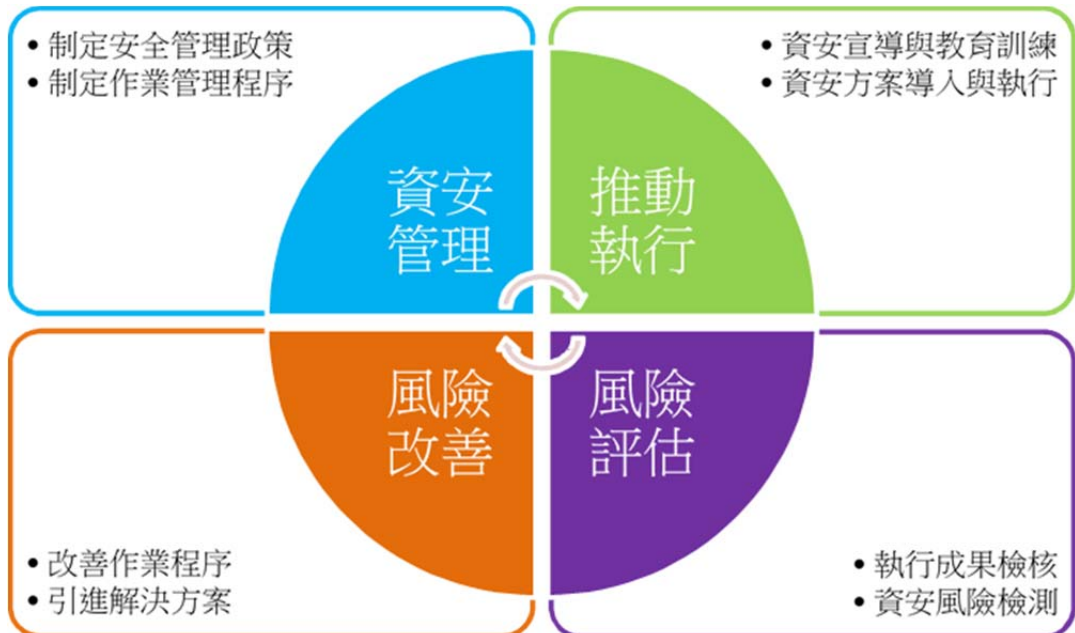 • 制定安全管理政策
• 制定作業管理程序
資安
管理
• 資安宣導與教育訓練
• 資安方案導入與執行
推動
執行
風險
改善
• 改善作業程序
• 引進解決方案
風險
評估
• 執行成果檢核
• 資安風險檢測